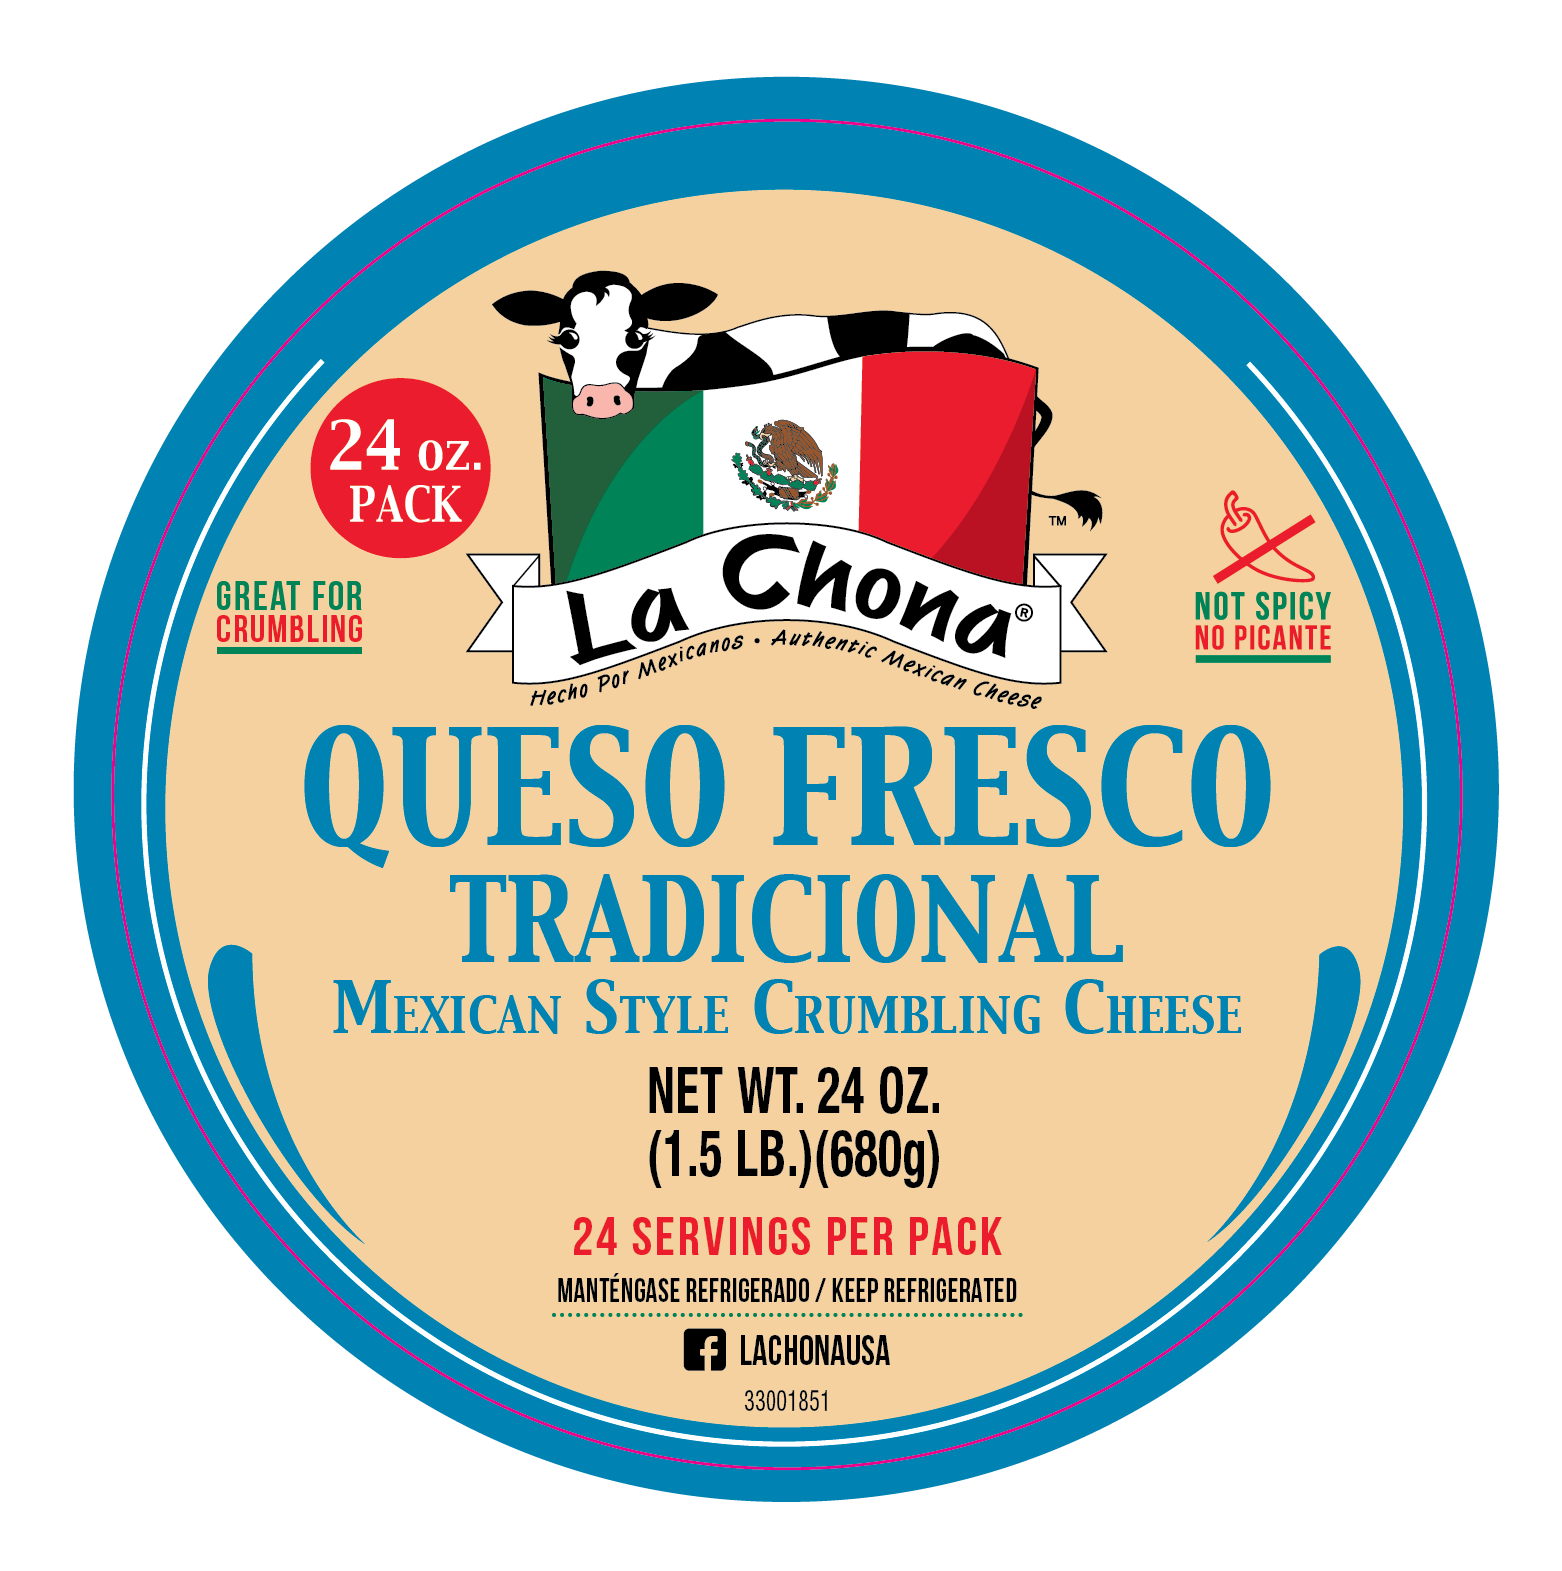 24 OZ.
PACK
GREAT FOR
CRUMBLING
TM
La Chona®
Hecho Por Mexicanos • Authentic Mexican Cheese
NOT SPICY
NO PICANTE
QUESO FRESCO
TRADICIONAL
MEXICAN STYLE CRUMBLING CHEESE
NET WT. 24 OZ.
(1.5 LB.)(680g)
24 SERVINGS PER PACK
MANTÉNGASE REFRIGERADO / KEEP REFRIGERATED
LACHONAUSA
33001851